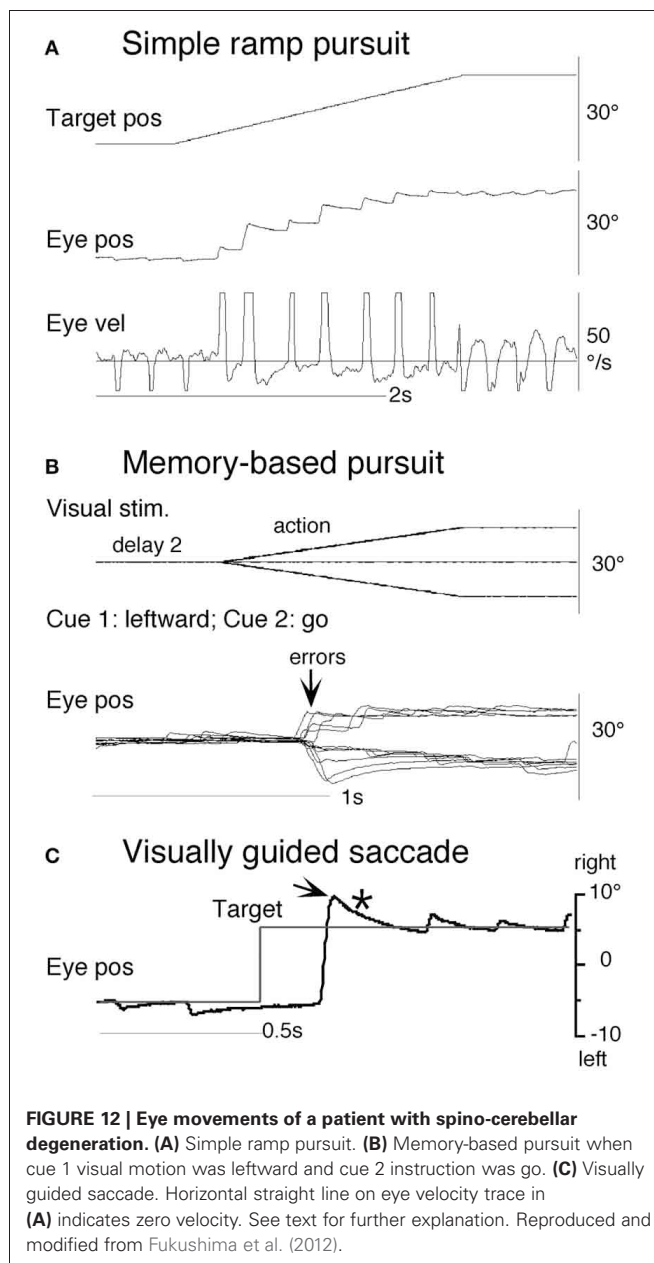 A Simple ramp pursuit
Target pos
30°
Eye pos
30°
Eye vel
50
°/s
2s
B Memory-based pursuit
Visual stim.
action
delay 2
30°
Cue 1: leftward; Cue 2: go
errors
Eye pos
30°
1s
C Visually guided saccade
right
10°
Target
*
Eye pos
0
0.5s
-10
left
FIGURE 12 | Eye movements of a patient with spino-cerebellar
degeneration. (A) Simple ramp pursuit. (B) Memory-based pursuit when
cue 1 visual motion was leftward and cue 2 instruction was go. (C) Visually
guided saccade. Horizontal straight line on eye velocity trace in
(A) indicates zero velocity. See text for further explanation. Reproduced and
modified from Fukushima et al. (2012).